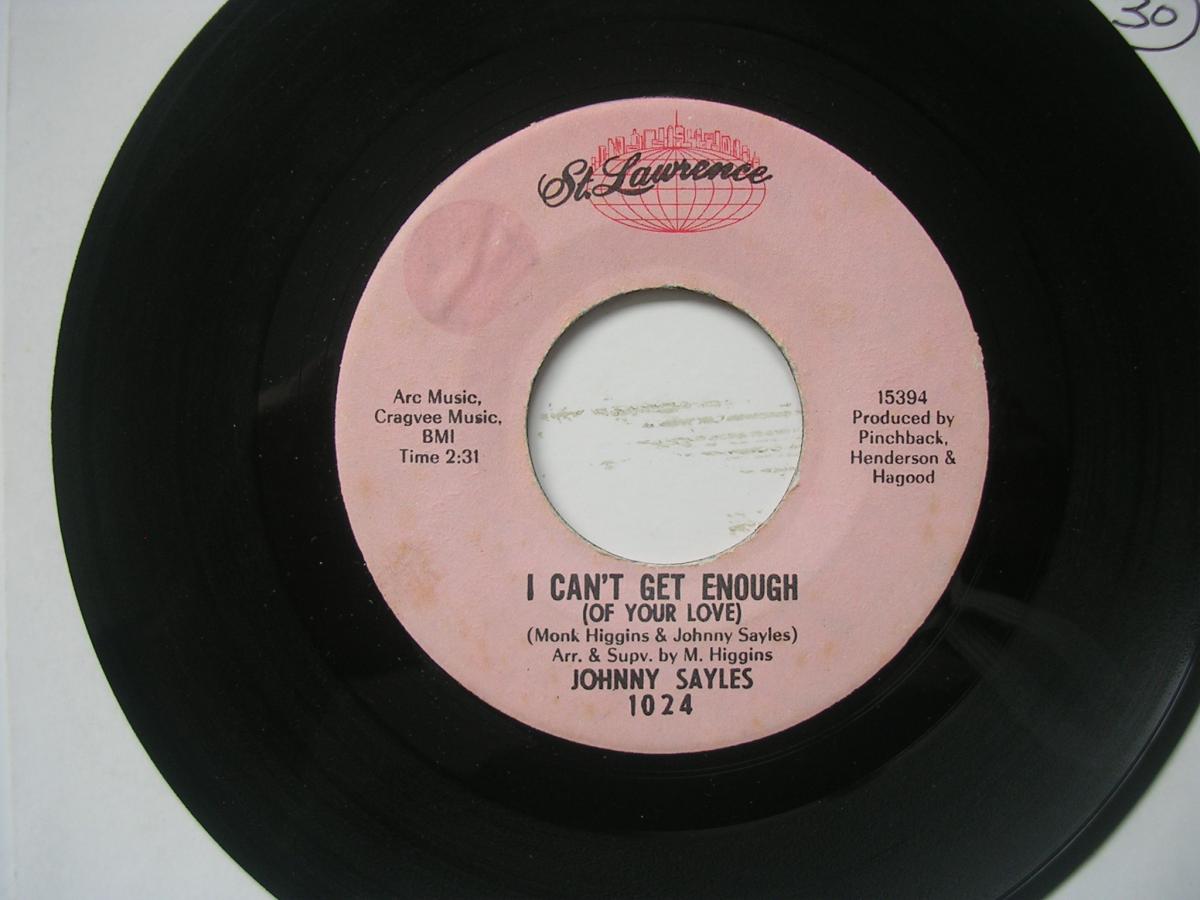 30
St. Lawrence
Arc Music,
Cragvee Music,
BMI
Time 2:31
15394
Produced by
Pinchback,
Henderson &
Hagood
I CAN'T GET ENOUGH
(OF YOUR LOVE)
(Monk Higgins & Johnny Sayles)
Arr. & Supv. by M. Higgins
JOHNNY SAYLES
1024